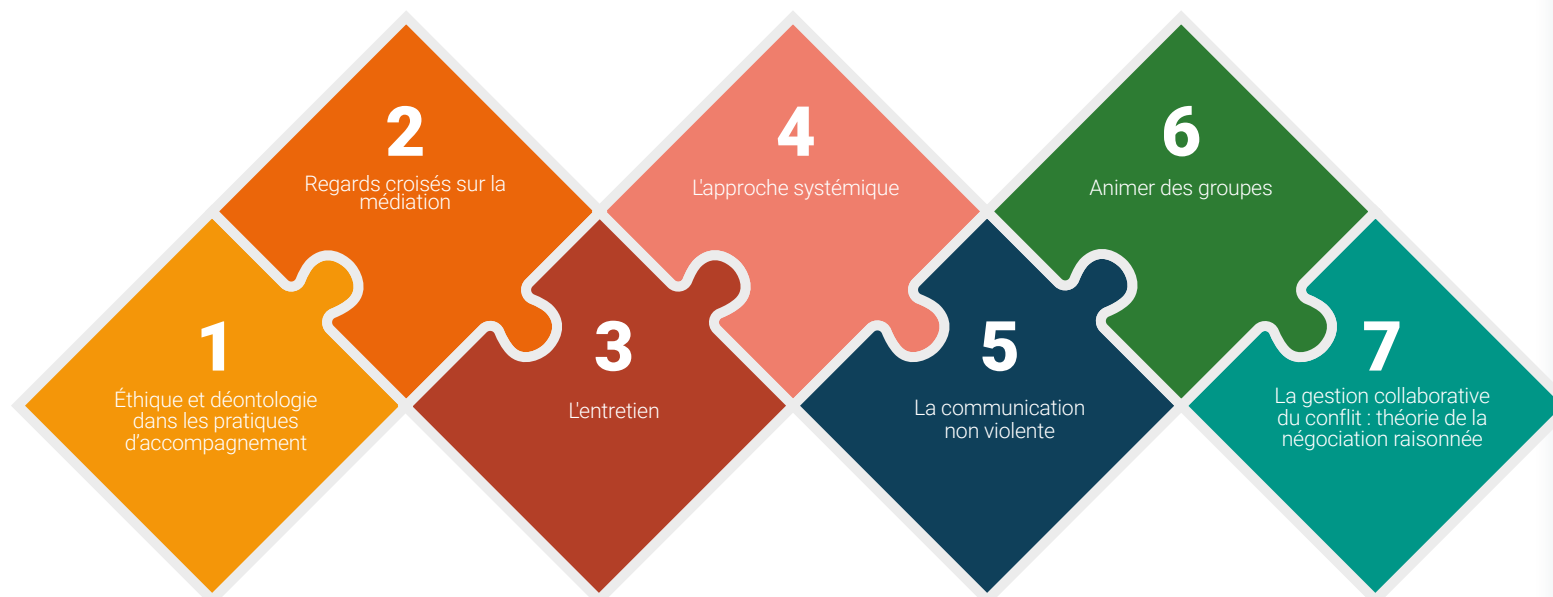 1
Éthique et déontologie
dans les pratiques
d’accompagnement
2
Regards croisés sur la
médiation
3
L'entretien
4
L'approche systémique
5
La communication
non violente
6
Animer des groupes
7
La gestion collaborative
du conflit : théorie de la
négociation raisonnée